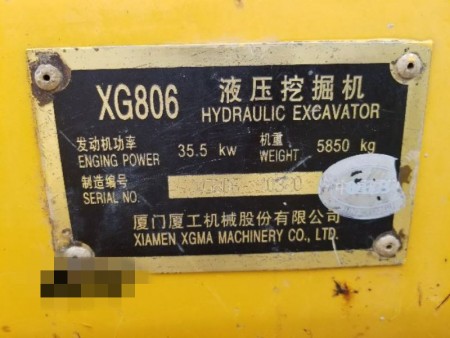 XG806 液压挖掘机
HYDRAULIC EXCAVATOR
发动机功率 35.5 kw 机重 5850 kg
ENGING POWER WEIGHT
制造编号
SERIAL NO.
厦门厦工机械股份有限公司
XIAMEN XGMA MACHINERY CO., LTD.